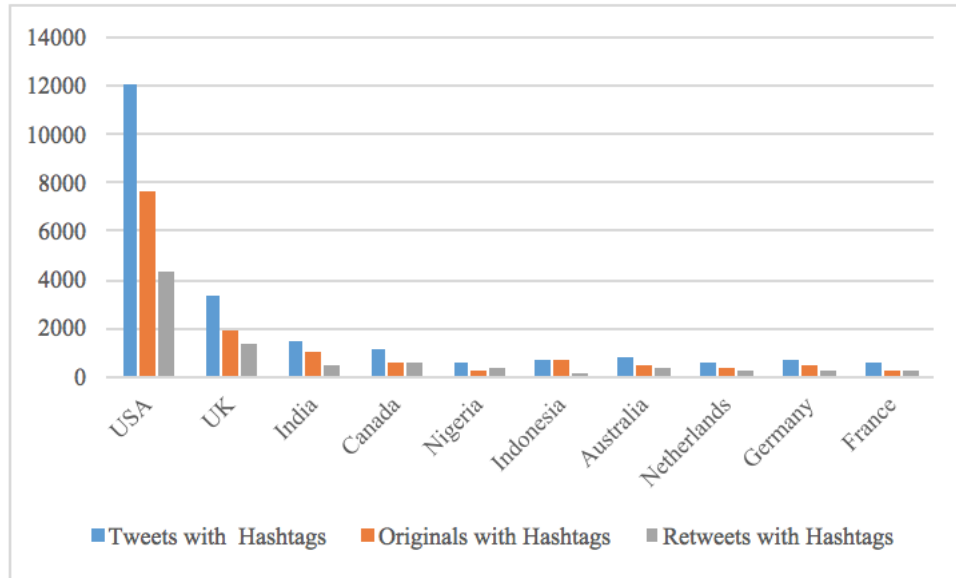 14000
12000
10000
8000
6000
4000
2000
0
USA
UK
India
Canada
Nigeria
Indonesia
Australia
Netherlands
Germany
France
Tweets with Hashtags Originals with Hashtags Retweets with Hashtags